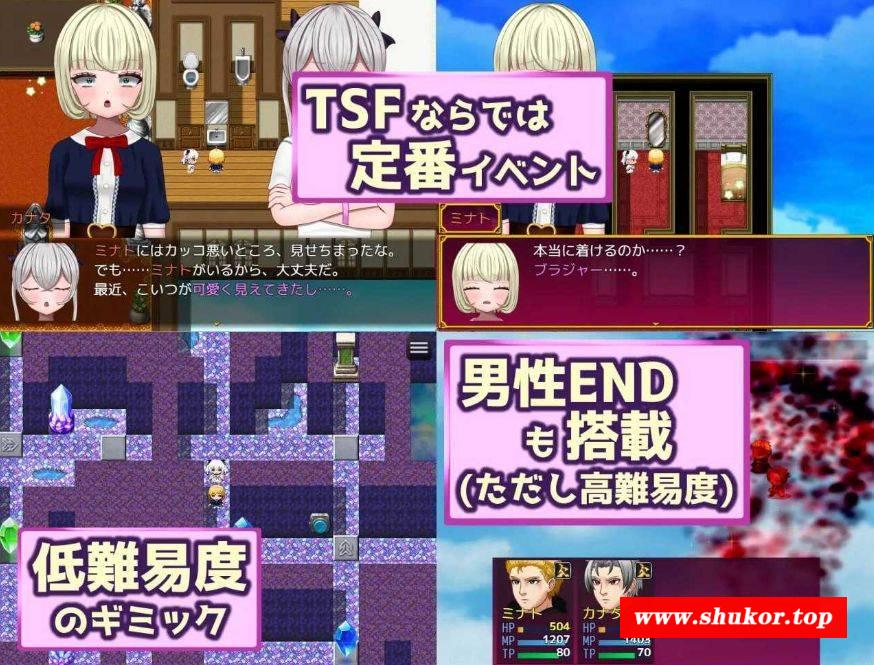 TSFならでは
定番イベント
カナタ
ミナトにはカッコ悪いところ、見せちまったな。
でも……ミナトがいるから、大丈夫だ。
最近、こいつが可愛く見えてきたし……。
ミナト
本当に着けるのか……？
ブラジャー……。
低難易度
のギミック
男性END
も搭載
(ただし高難易度)
ミナト
HP 504
MP 1207
TP 80
カナタ
HP
MP 1403
TP 70
www.shukor.top